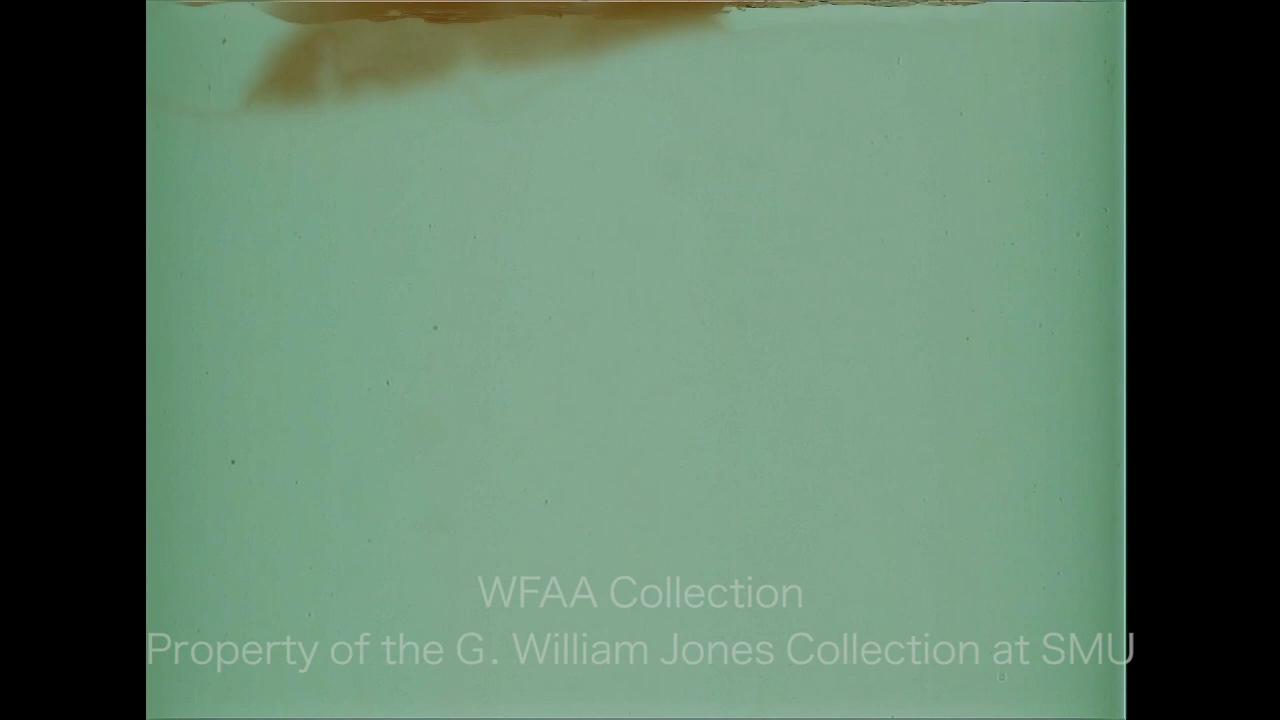 WFAA Collection
Property of the G. William Jones Collection at SMU